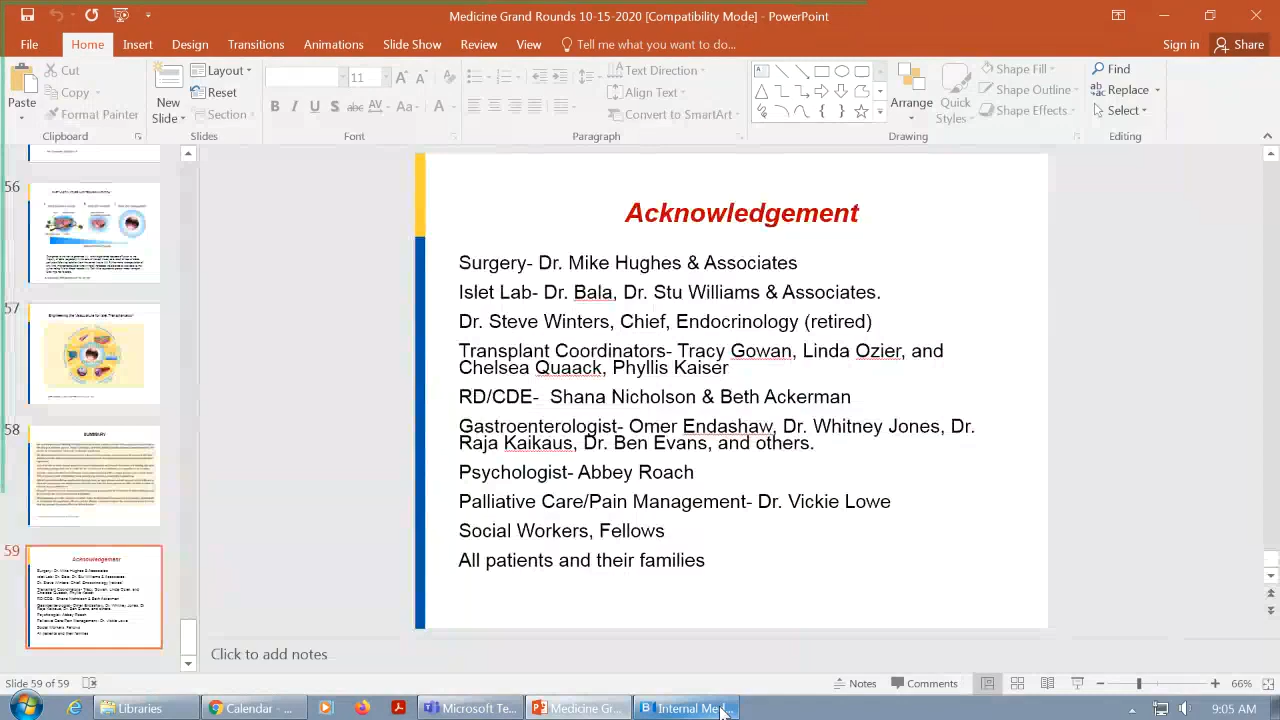 Medicine Grand Rounds 10-15-2020 [Compatibility Mode] - PowerPoint
File Home Insert Design Transitions Animations Slide Show Review View Tell me what you want to do... Sign in Share
Paste
Cut
Copy
Format Painter
Clipboard
New Slide
Layout
Reset
Section
Slides
11
B I U S abc AV Aa A
Font
Text Direction
Align Text
Convert to SmartArt
Paragraph
Arrange
Quick Styles
Shape Fill
Shape Outline
Shape Effects
Drawing
Find
Replace
Select
Editing
56
57
58
SUMMARY
59
Acknowledgement
Surgery- Dr. Mike Hughes & Associates
Islet Lab- Dr. Bala, Dr. Stu Williams & Associates.
Dr. Steve Winters, Chief, Endocrinology (retired)
Transplant Coordinators- Tracy Gowan, Linda Ozier, and
Chelsea Quaack, Phyllis Kaiser
RD/CDE- Shana Nicholson & Beth Ackerman
Gastroenterologist- Omer Endashaw, Dr. Whitney Jones, Dr.
Raja Kaikaus, Dr. Ben Evans, and others.
Psychologist- Abbey Roach
Palliative Care/Pain Management- Dr. Vickie Lowe
Social Workers, Fellows
All patients and their families
Click to add notes
Slide 59 of 59 Notes Comments 66%
Libraries Calendar - ... Microsoft Te... Medicine Gr... Internal Med... 9:05 AM